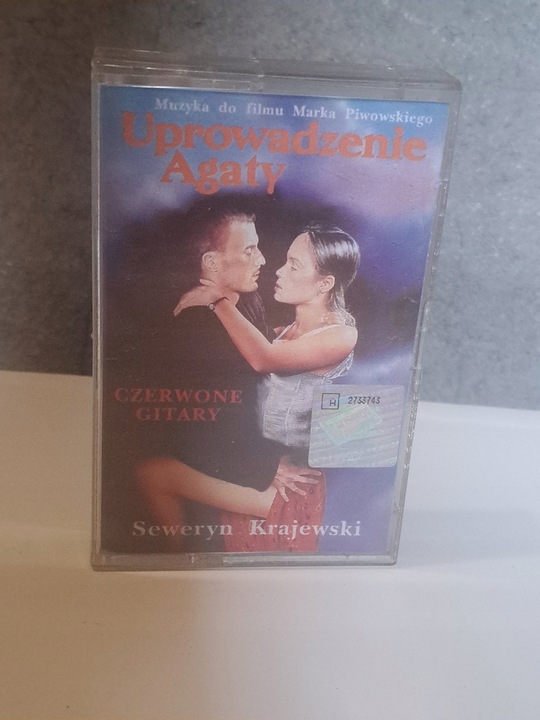 Muzyka do filmu Marka Piwowskiego
Uprowadzenie
Agaty
CZERWONE
GITARY
H 2733743
Seweryn Krajewski